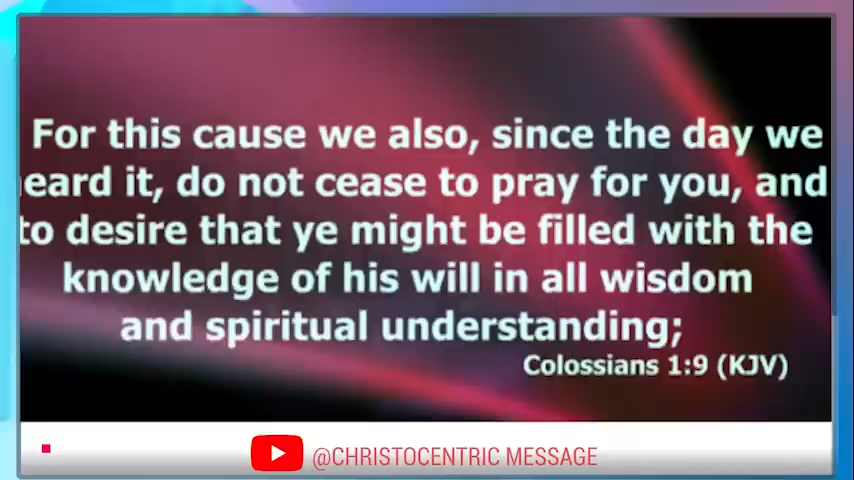 For this cause we also, since the day we
eard it, do not cease to pray for you, and
to desire that ye might be filled with the
knowledge of his will in all wisdom
and spiritual understanding;
Colossians 1:9 (KJV)
@CHRISTOCENTRIC MESSAGE